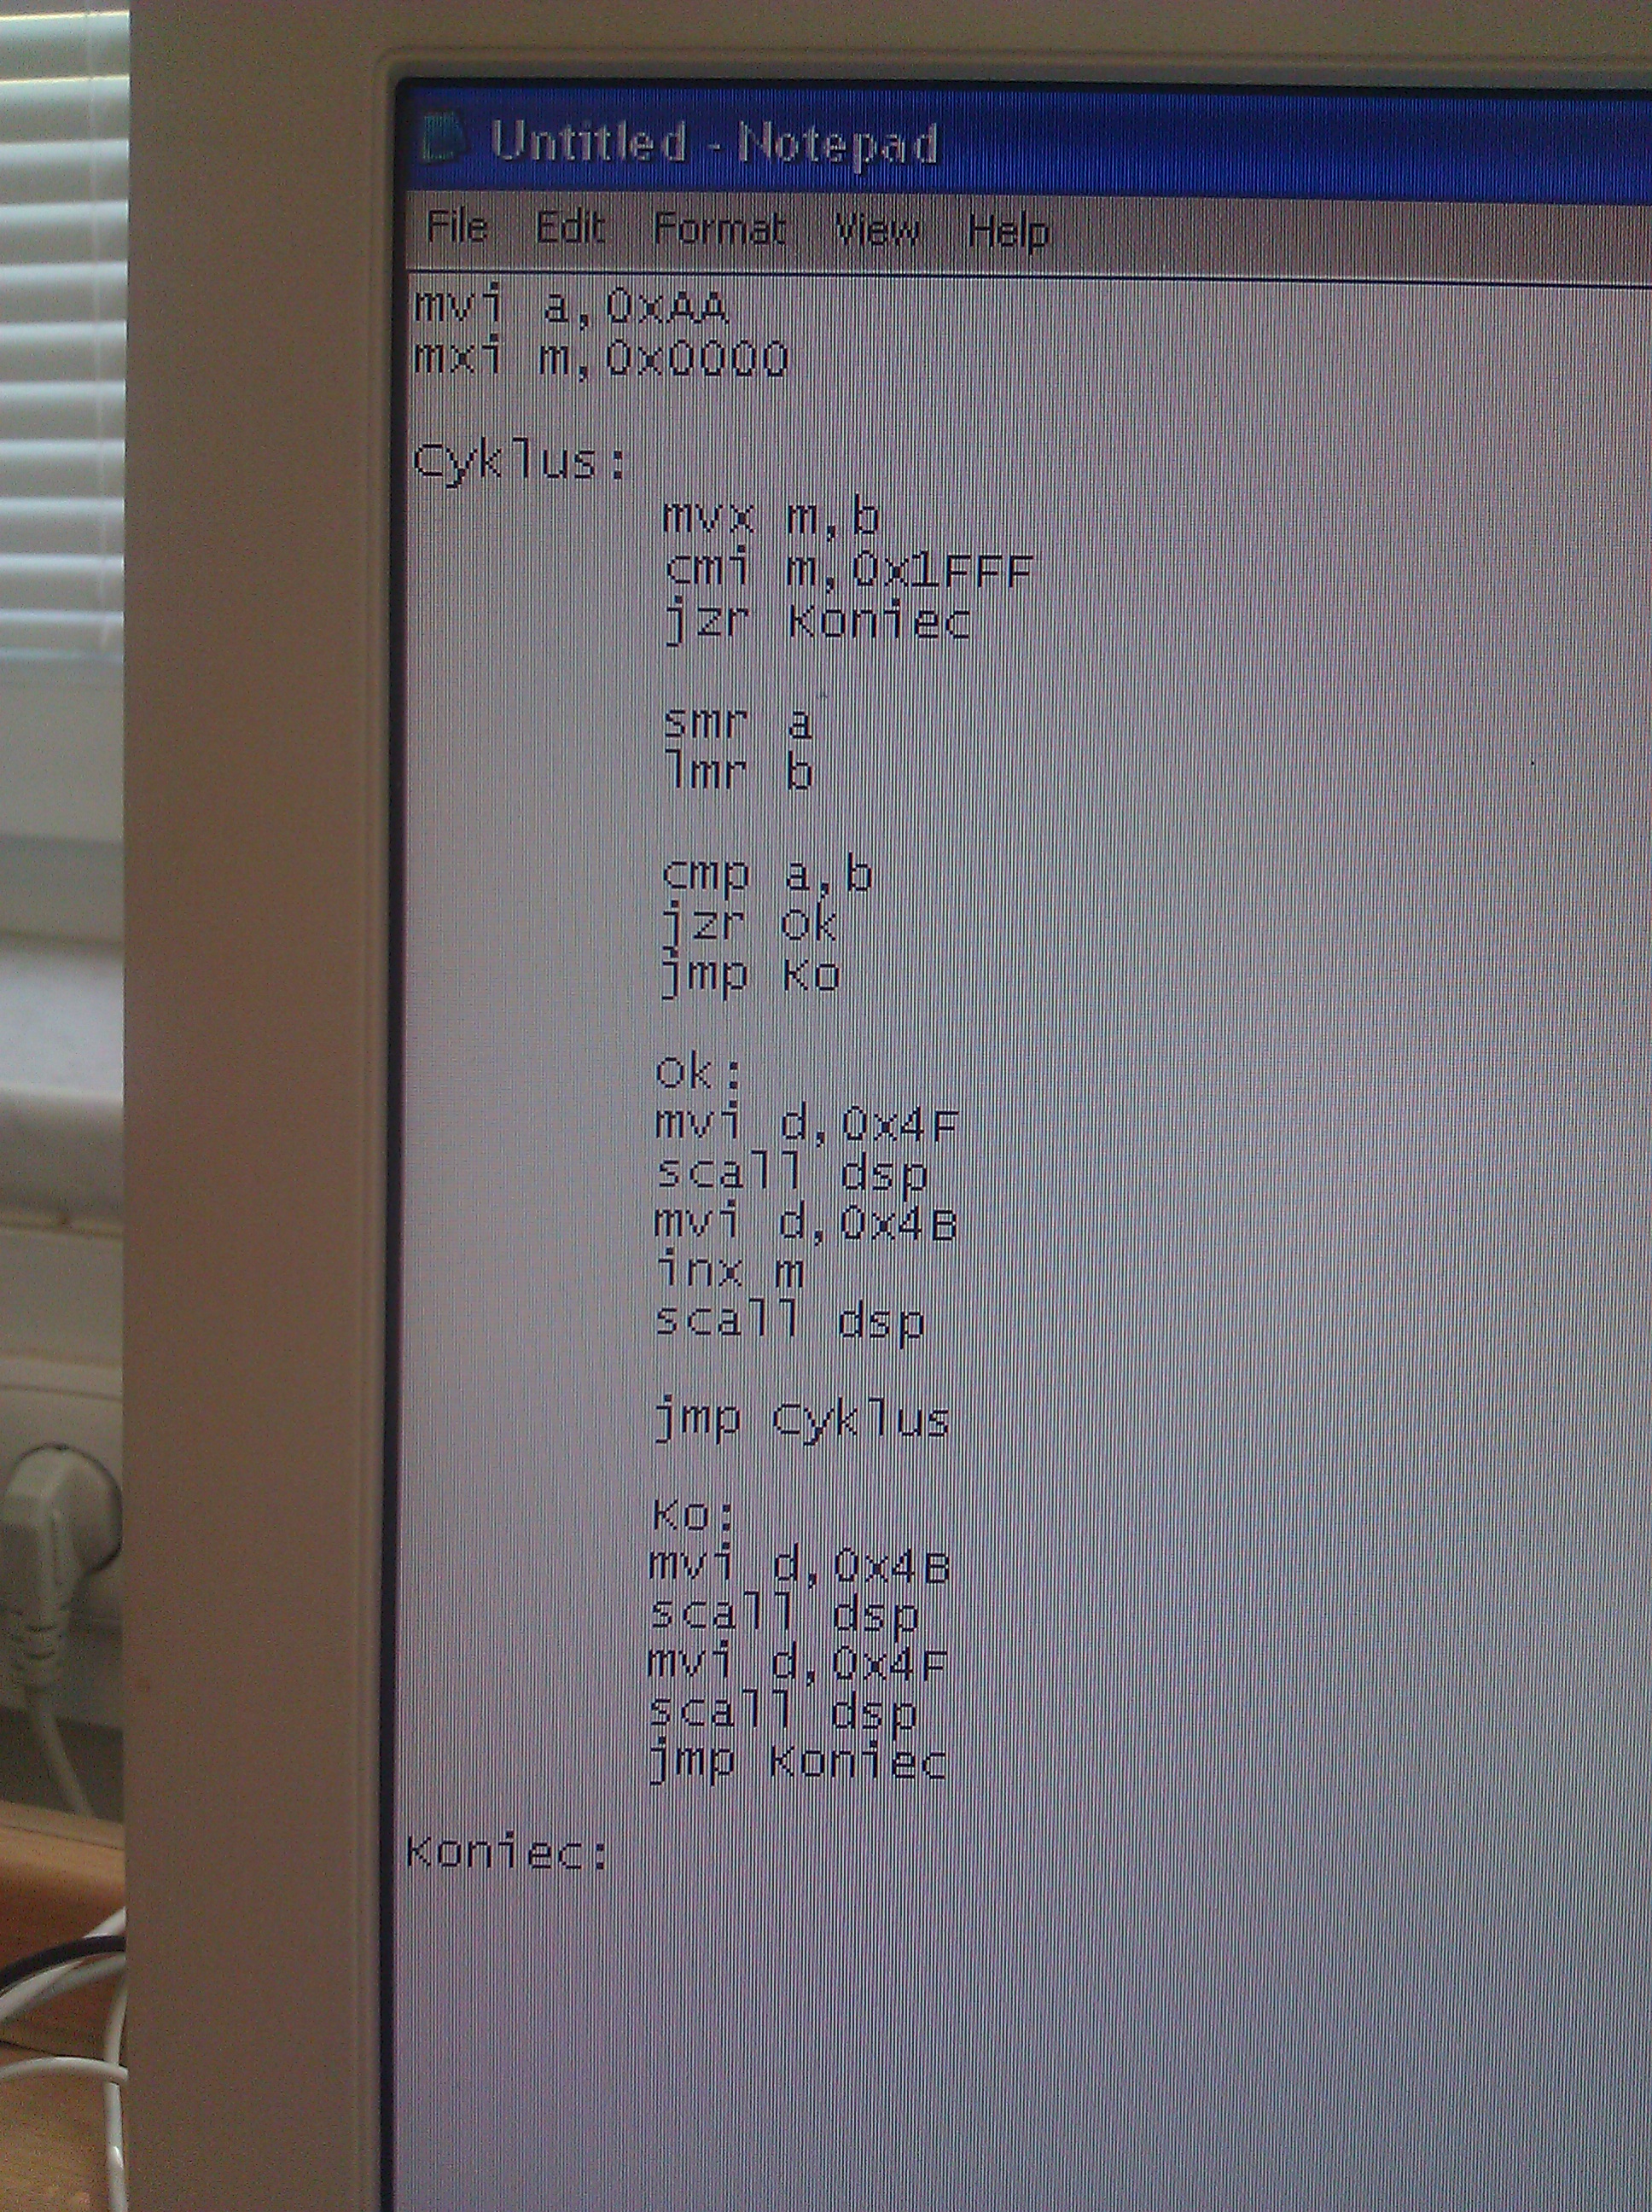 Untitled - Notepad
File Edit Format View Help
mvi a,0xAA
mxi m,0x0000
Cyklus:
mvx m,b
cmi m,0x1FFF
jzr Koniec
smr a
lmr b
cmp a,b
jzr Ok
jmp Ko
Ok:
mvi d,0x4F
scall dsp
mvi d,0x4B
inx m
scall dsp
jmp Cyklus
Ko:
mvi d,0x4B
scall dsp
mvi d,0x4F
scall dsp
jmp Koniec
Koniec: